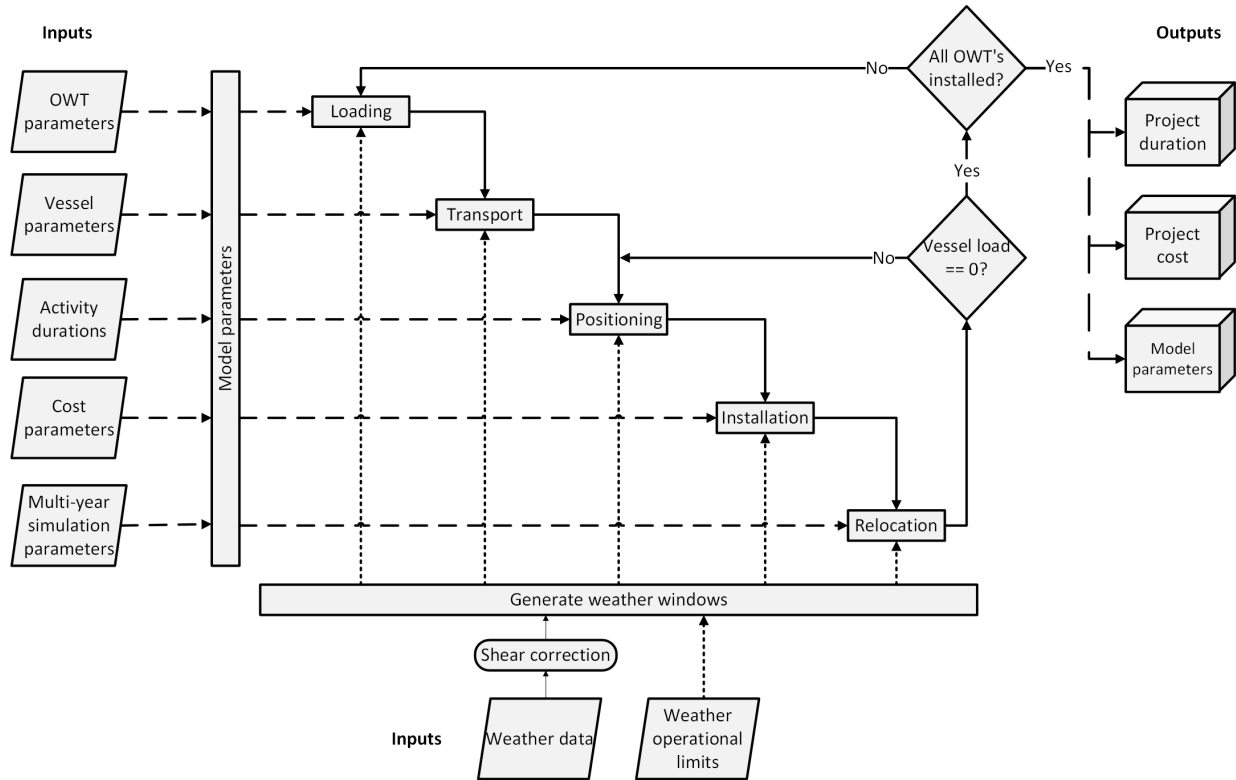 Inputs
Outputs
OWT
parameters
Vessel
parameters
Activity
durations
Cost
parameters
Multi-year
simulation
parameters
Model parameters
Loading
Transport
Positioning
Installation
Relocation
No
All OWT's
installed?
Yes
Yes
No
Vessel load
== 0?
Project
duration
Project
cost
Model
parameters
Generate weather windows
Shear correction
Inputs
Weather data
Weather
operational
limits